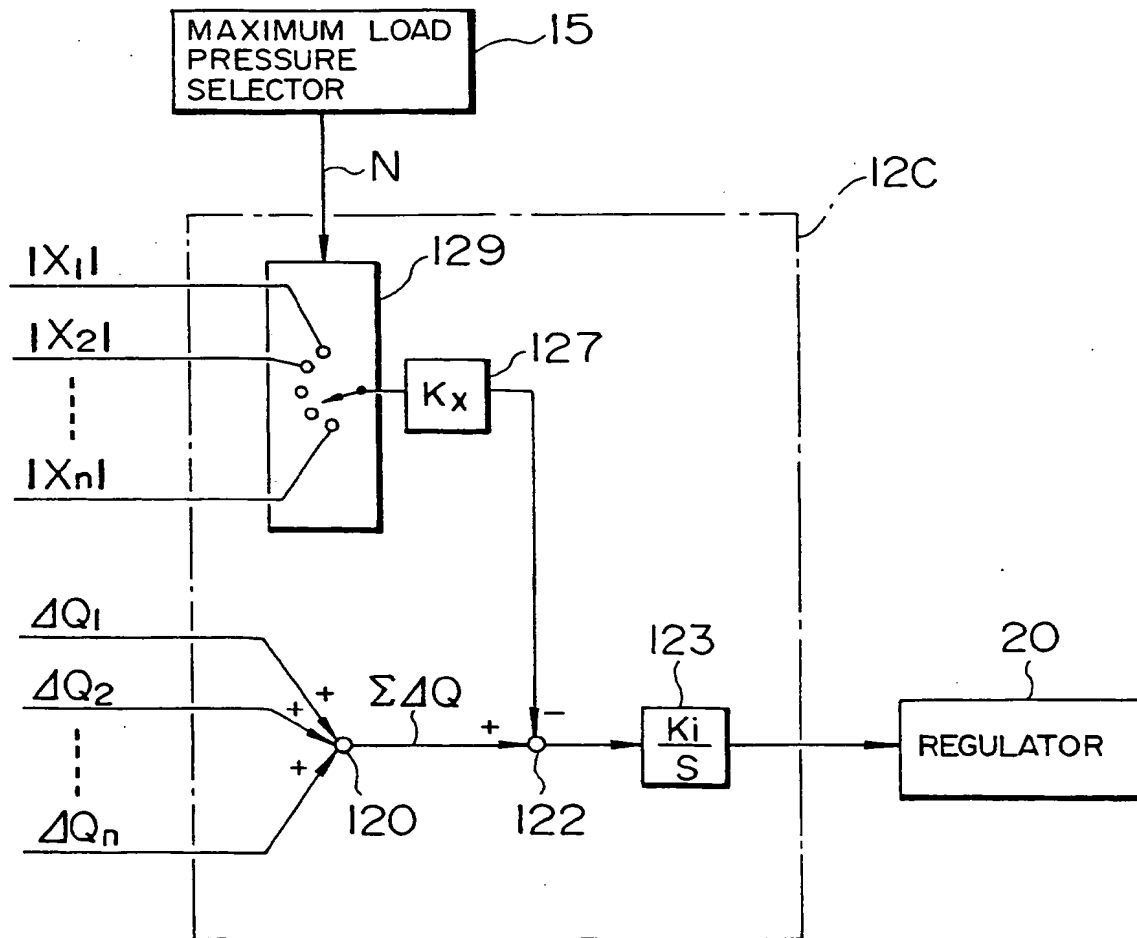 MAXIMUM LOAD
PRESSURE
SELECTOR
15
N
12C
|X1|
129
|X2|
127
Kx
|Xn|
ΔQ1
123
20
ΔQ2
+
+
ΣΔQ
+
−
Ki
S
REGULATOR
+
120
122
ΔQn